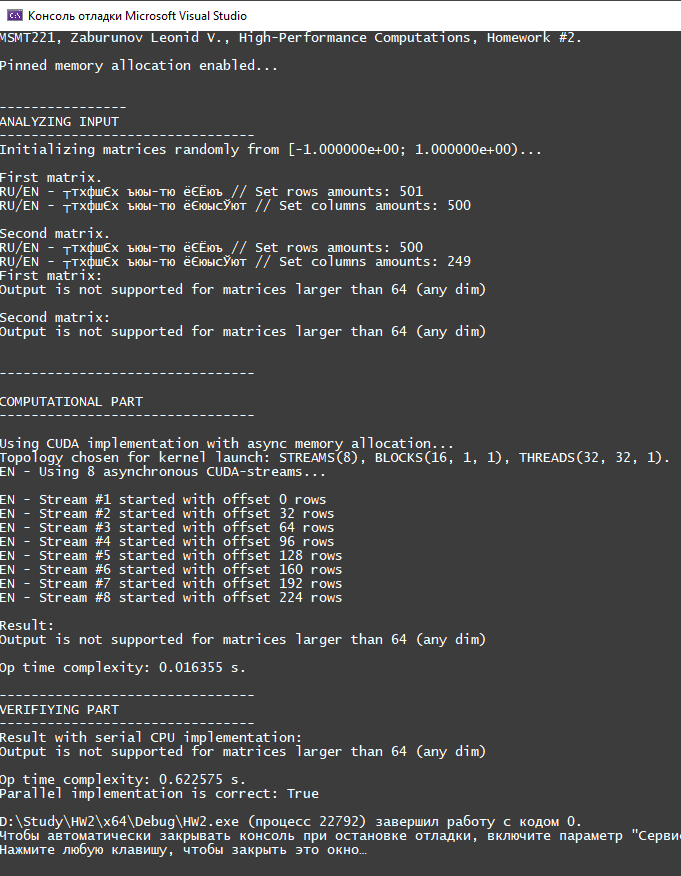 Консоль отладки Microsoft Visual Studio
MSMT221, Zaburunov Leonid V., High-Performance Computations, Homework #2.
Pinned memory allocation enabled...
----------------
ANALYZING INPUT
--------------------------------
Initializing matrices randomly from [-1.000000e+00; 1.000000e+00)...
First matrix.
RU/EN - ┬тхфшЄх ъюы-тю ёЄЁюъ // Set rows amounts: 501
RU/EN - ┬тхфшЄх ъюы-тю ёЄюысЎют // Set columns amounts: 500
Second matrix.
RU/EN - ┬тхфшЄх ъюы-тю ёЄЁюъ // Set rows amounts: 500
RU/EN - ┬тхфшЄх ъюы-тю ёЄюысЎют // Set columns amounts: 249
First matrix:
Output is not supported for matrices larger than 64 (any dim)
Second matrix:
Output is not supported for matrices larger than 64 (any dim)
--------------------------------
COMPUTATIONAL PART
--------------------------------
Using CUDA implementation with async memory allocation...
Topology chosen for kernel launch: STREAMS(8), BLOCKS(16, 1, 1), THREADS(32, 32, 1).
EN - Using 8 asynchronous CUDA-streams...
EN - Stream #1 started with offset 0 rows
EN - Stream #2 started with offset 32 rows
EN - Stream #3 started with offset 64 rows
EN - Stream #4 started with offset 96 rows
EN - Stream #5 started with offset 128 rows
EN - Stream #6 started with offset 160 rows
EN - Stream #7 started with offset 192 rows
EN - Stream #8 started with offset 224 rows
Result:
Output is not supported for matrices larger than 64 (any dim)
Op time complexity: 0.016355 s.
--------------------------------
VERIFIYING PART
--------------------------------
Result with serial CPU implementation:
Output is not supported for matrices larger than 64 (any dim)
Op time complexity: 0.622575 s.
Parallel implementation is correct: True
D:\Study\HW2\x64\Debug\HW2.exe (процесс 22792) завершил работу с кодом 0.
Чтобы автоматически закрывать консоль при остановке отладки, включите параметр "Серви
Нажмите любую клавишу, чтобы закрыть это окно…